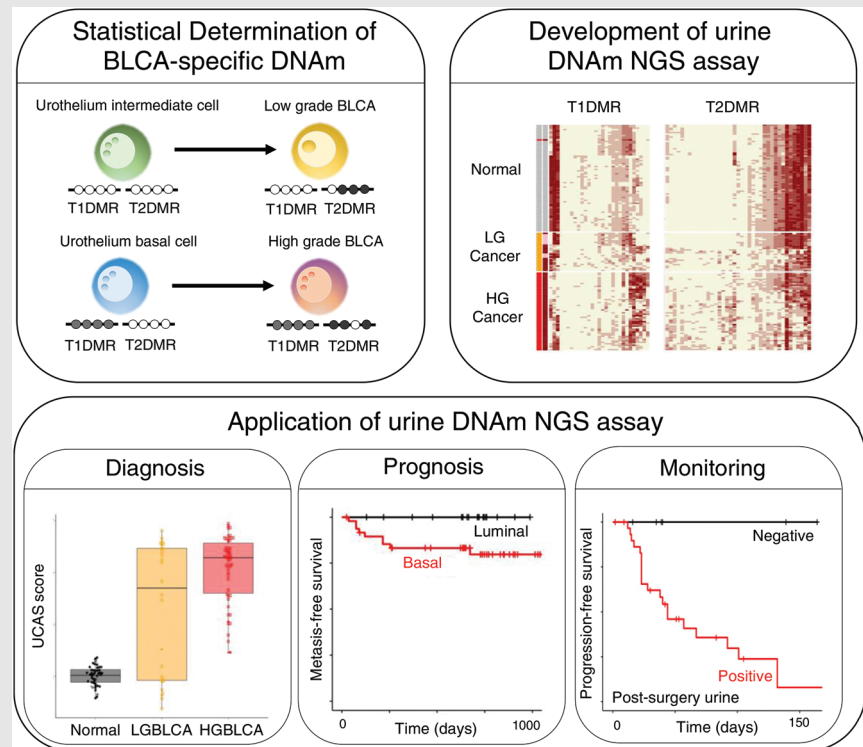 Statistical Determination of
BLCA-specific DNAm
Urothelium intermediate cell
Low grade BLCA
T1DMR T2DMR
T1DMR T2DMR
Urothelium basal cell
High grade BLCA
T1DMR T2DMR
T1DMR T2DMR
Development of urine
DNAm NGS assay
T1DMR
T2DMR
Normal
LG
Cancer
HG
Cancer
Application of urine DNAm NGS assay
Diagnosis
UCAS score
Normal LGBLCA HGBLCA
Prognosis
Metasis-free survival
Luminal
Basal
0
1000
Time (days)
Monitoring
Progression-free survival
Negative
Positive
Post-surgery urine
0
150
Time (days)